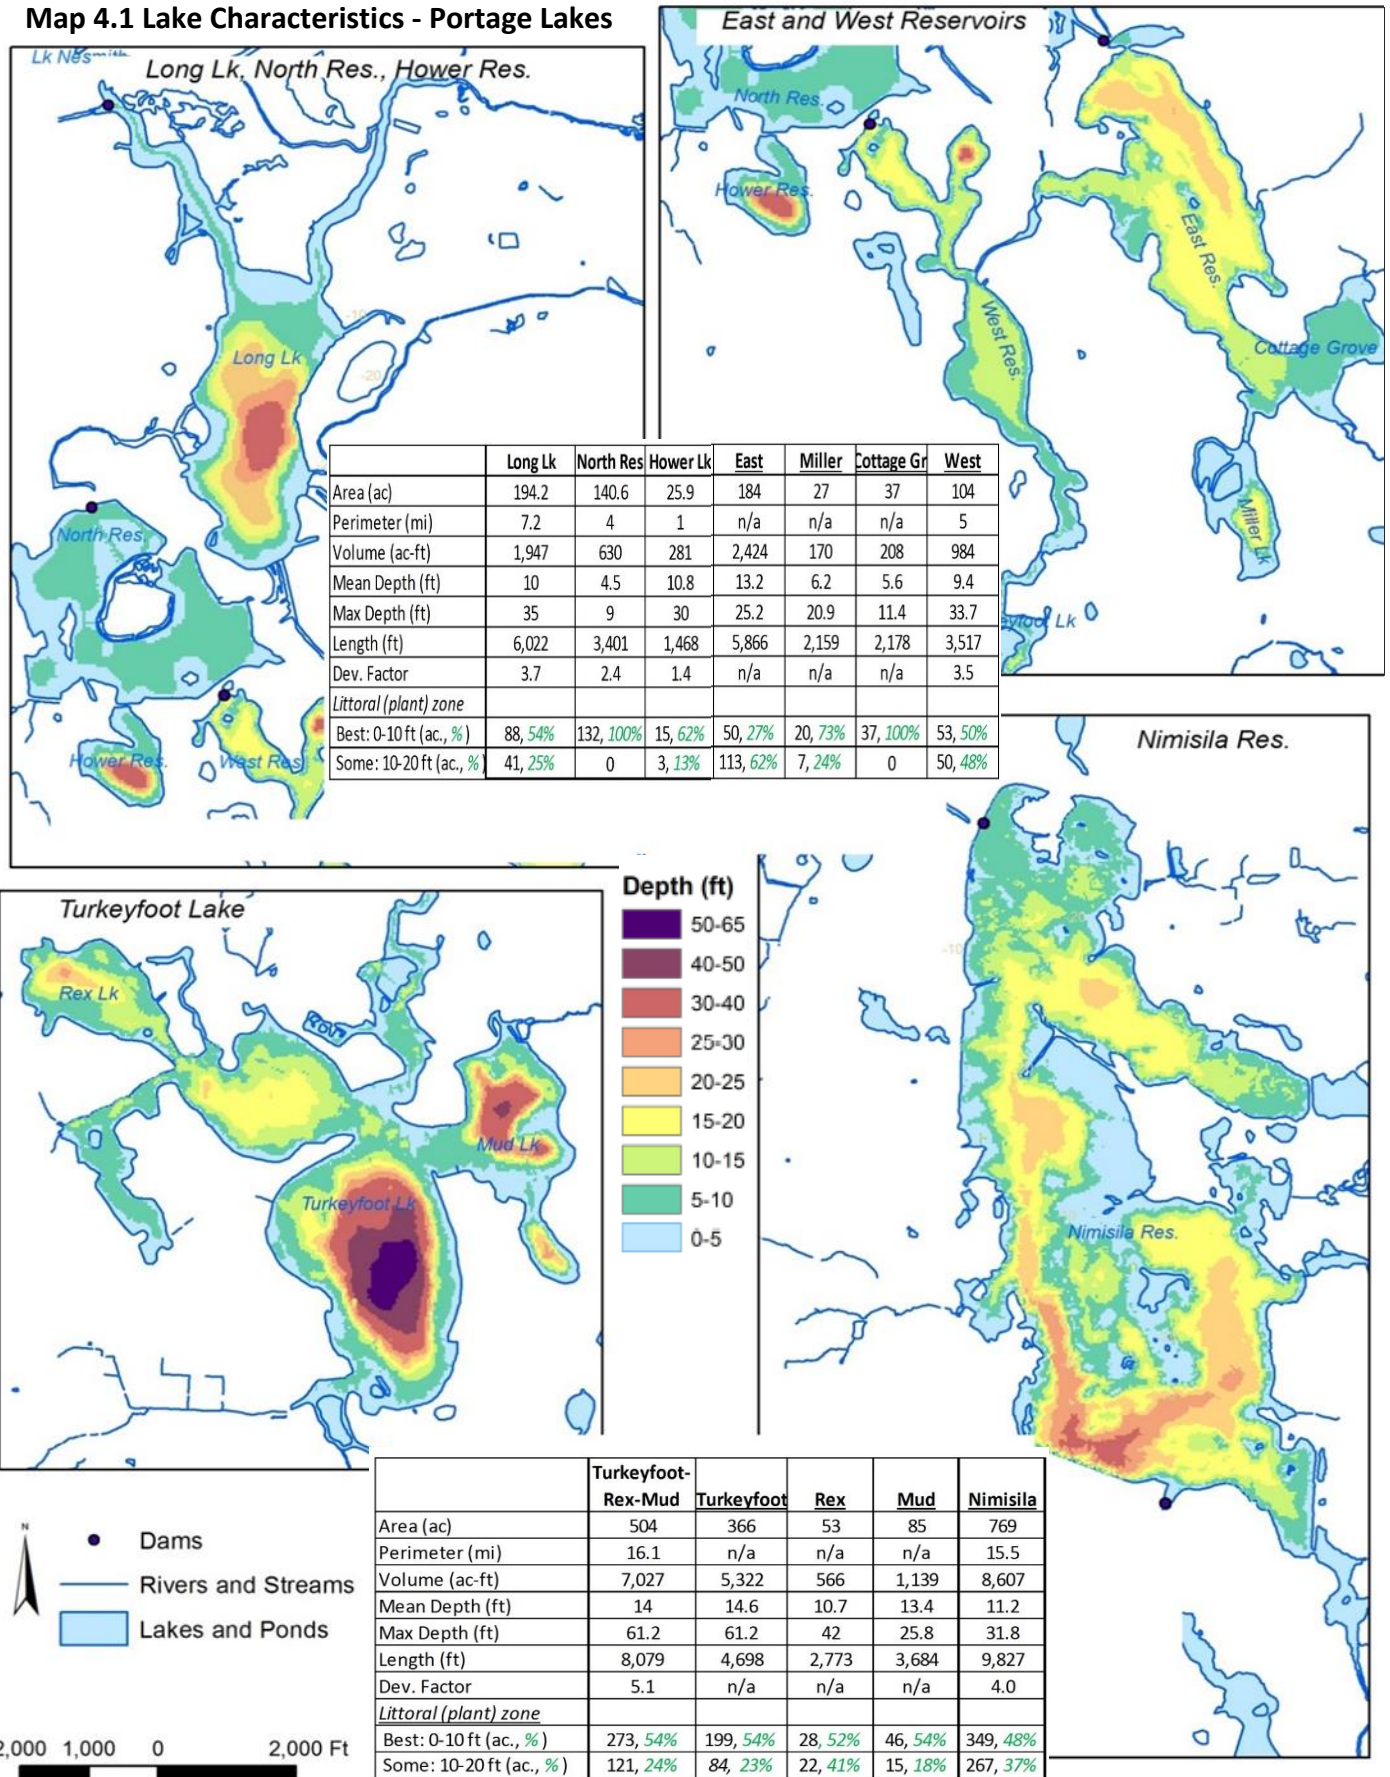 Map 4.1 Lake Characteristics - Portage Lakes
Lk Nesmith
Long Lk, North Res., Hower Res.
Long Lk
-10
-20
North Res.
Hower Res.
West Res.
East and West Reservoirs
North Res.
Hower Res.
East Res.
West Res.
Cottage Grove
Miller Lk
eyfoot Lk
Long Lk North Res Hower Lk East Miller Cottage Gr West
Area (ac) 194.2 140.6 25.9 184 27 37 104
Perimeter (mi) 7.2 4 1 n/a n/a n/a 5
Volume (ac-ft) 1,947 630 281 2,424 170 208 984
Mean Depth (ft) 10 4.5 10.8 13.2 6.2 5.6 9.4
Max Depth (ft) 35 9 30 25.2 20.9 11.4 33.7
Length (ft) 6,022 3,401 1,468 5,866 2,159 2,178 3,517
Dev. Factor 3.7 2.4 1.4 n/a n/a n/a 3.5
Littoral (plant) zone
Best: 0-10 ft (ac., %) 88, 54% 132, 100% 15, 62% 50, 27% 20, 73% 37, 100% 53, 50%
Some: 10-20 ft (ac., %) 41, 25% 0 3, 13% 113, 62% 7, 24% 0 50, 48%
Turkeyfoot Lake
Rex Lk
Mud Lk
Turkeyfoot Lk
Depth (ft)
50-65
40-50
30-40
25-30
20-25
15-20
10-15
5-10
0-5
Nimisila Res.
-10
Nimisila Res.
Turkeyfoot-
Rex-Mud Turkeyfoot Rex Mud Nimisila
Area (ac) 504 366 53 85 769
Perimeter (mi) 16.1 n/a n/a n/a 15.5
Volume (ac-ft) 7,027 5,322 566 1,139 8,607
Mean Depth (ft) 14 14.6 10.7 13.4 11.2
Max Depth (ft) 61.2 61.2 42 25.8 31.8
Length (ft) 8,079 4,698 2,773 3,684 9,827
Dev. Factor 5.1 n/a n/a n/a 4.0
Littoral (plant) zone
Best: 0-10 ft (ac., %) 273, 54% 199, 54% 28, 52% 46, 54% 349, 48%
Some: 10-20 ft (ac., %) 121, 24% 84, 23% 22, 41% 15, 18% 267, 37%
N
Dams
Rivers and Streams
Lakes and Ponds
2,000 1,000 0 2,000 Ft